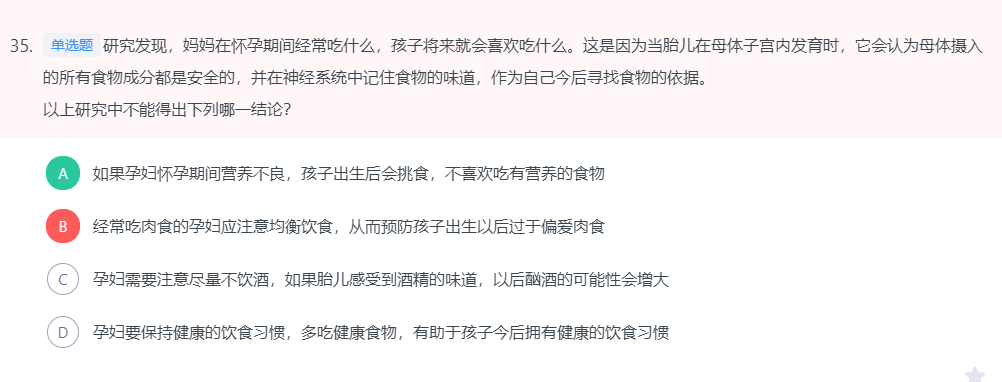 35. 单选题 研究发现，妈妈在怀孕期间经常吃什么，孩子将来就会喜欢吃什么。这是因为当胎儿在母体子宫内发育时，它会认为母体摄入
的所有食物成分都是安全的，并在神经系统中记住食物的味道，作为自己今后寻找食物的依据。
以上研究中不能得出下列哪一结论？
A 如果孕妇怀孕期间营养不良，孩子出生后会挑食，不喜欢吃有营养的食物
B 经常吃肉食的孕妇应注意均衡饮食，从而预防孩子出生以后过于偏爱肉食
C 孕妇需要注意尽量不饮酒，如果胎儿感受到酒精的味道，以后酗酒的可能性会增大
D 孕妇要保持健康的饮食习惯，多吃健康食物，有助于孩子今后拥有健康的饮食习惯